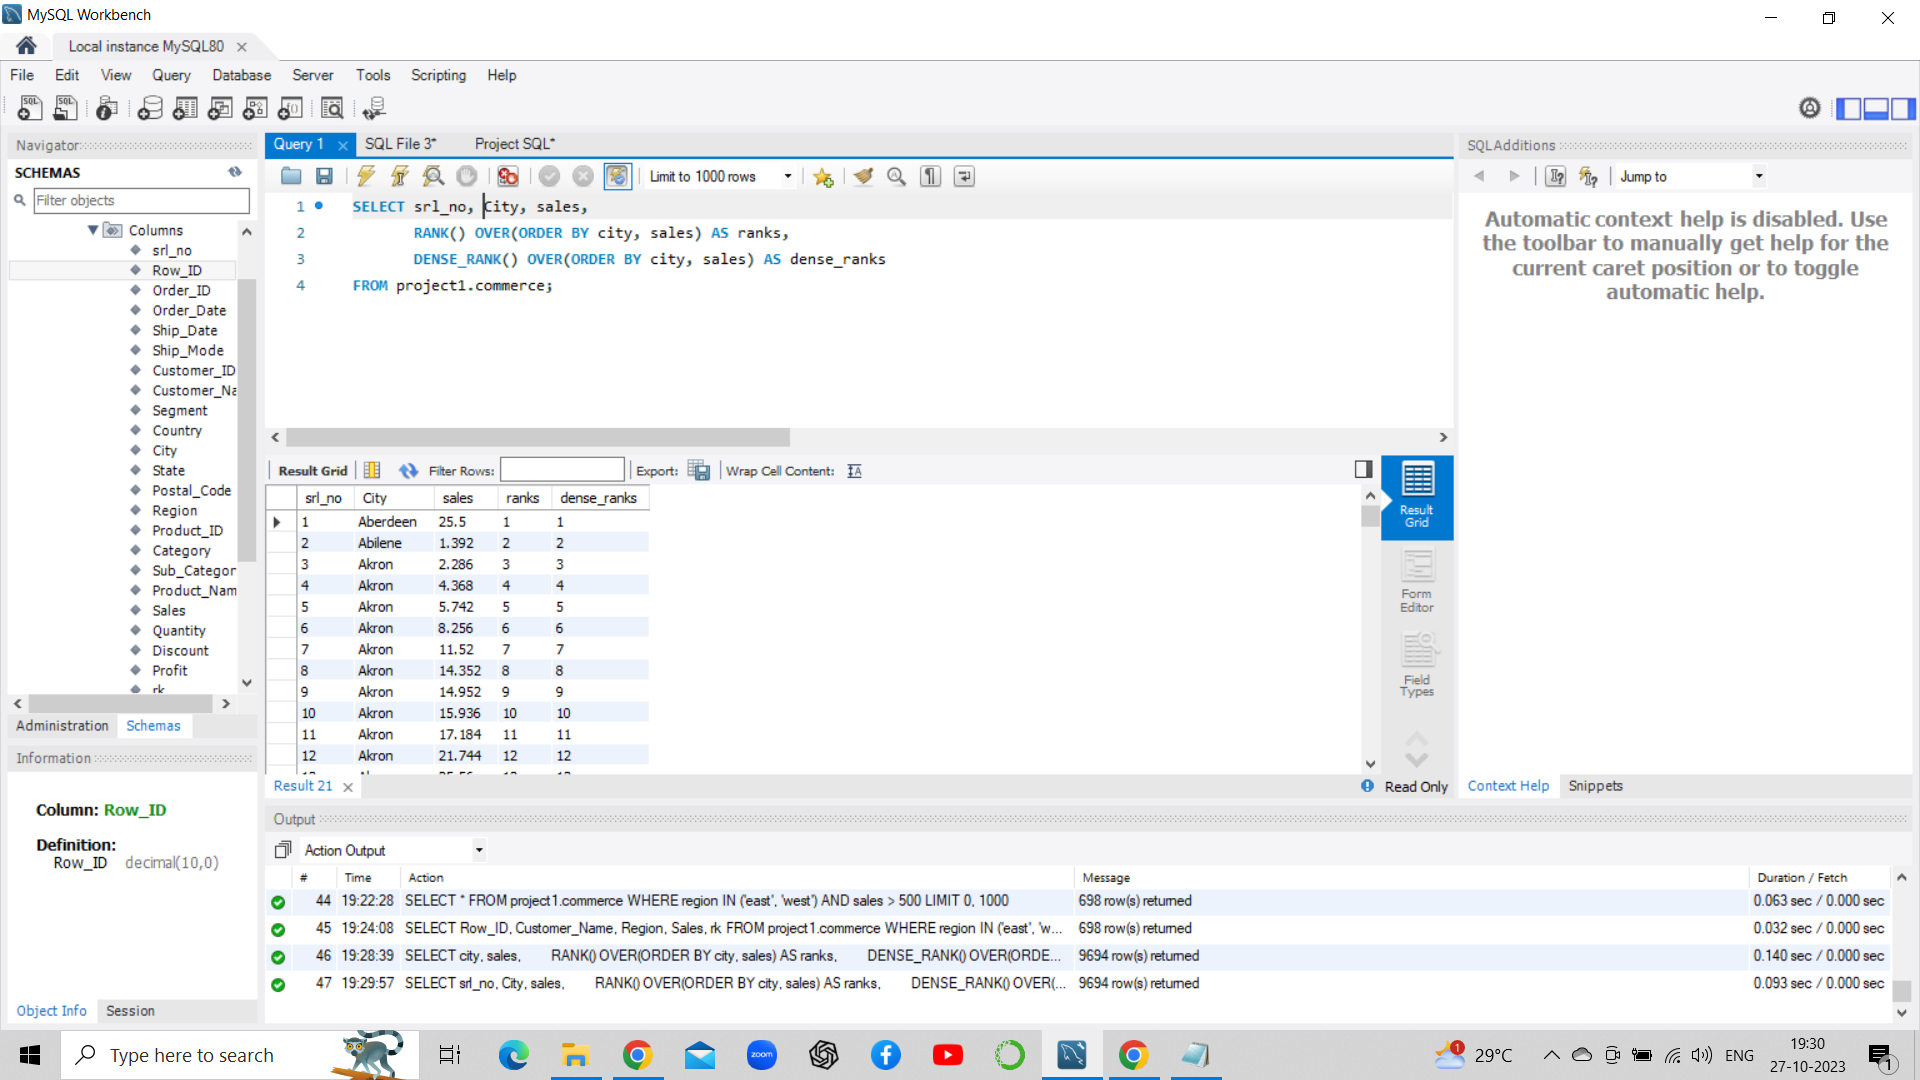 MySQL Workbench
Local instance MySQL80
File Edit View Query Database Server Tools Scripting Help
Navigator
SCHEMAS
Filter objects
Columns
srl_no
Row_ID
Order_ID
Order_Date
Ship_Date
Ship_Mode
Customer_ID
Customer_Na
Segment
Country
City
State
Postal_Code
Region
Product_ID
Category
Sub_Categor
Product_Nam
Sales
Quantity
Discount
Profit
rk
Administration Schemas
Information
Column: Row_ID
Definition:
Row_ID decimal(10,0)
Object Info Session
Query 1 SQL File 3* Project SQL*
Limit to 1000 rows
1 SELECT srl_no, City, sales,
2 RANK() OVER(ORDER BY city, sales) AS ranks,
3 DENSE_RANK() OVER(ORDER BY city, sales) AS dense_ranks
4 FROM project1.commerce;
Result Grid Filter Rows: Export: Wrap Cell Content:
srl_no City sales ranks dense_ranks
1 Aberdeen 25.5 1 1
2 Abilene 1.392 2 2
3 Akron 2.286 3 3
4 Akron 4.368 4 4
5 Akron 5.742 5 5
6 Akron 8.256 6 6
7 Akron 11.52 7 7
8 Akron 14.352 8 8
9 Akron 14.952 9 9
10 Akron 15.936 10 10
11 Akron 17.184 11 11
12 Akron 21.744 12 12
Result
Grid
Form
Editor
Field
Types
Result 21
Read Only
SQLAdditions
Jump to
Automatic context help is disabled. Use
the toolbar to manually get help for the
current caret position or to toggle
automatic help.
Context Help Snippets
Output
Action Output
# Time Action Message Duration / Fetch
44 19:22:28 SELECT * FROM project1.commerce WHERE region IN ('east', 'west') AND sales > 500 LIMIT 0, 1000 698 row(s) returned 0.063 sec / 0.000 sec
45 19:24:08 SELECT Row_ID, Customer_Name, Region, Sales, rk FROM project1.commerce WHERE region IN ('east', 'w... 698 row(s) returned 0.032 sec / 0.000 sec
46 19:28:39 SELECT city, sales, RANK() OVER(ORDER BY city, sales) AS ranks, DENSE_RANK() OVER(ORDE... 9694 row(s) returned 0.140 sec / 0.000 sec
47 19:29:57 SELECT srl_no, City, sales, RANK() OVER(ORDER BY city, sales) AS ranks, DENSE_RANK() OVER(... 9694 row(s) returned 0.093 sec / 0.000 sec
Type here to search
zoom
1
29°C
ENG
19:30
27-10-2023
1